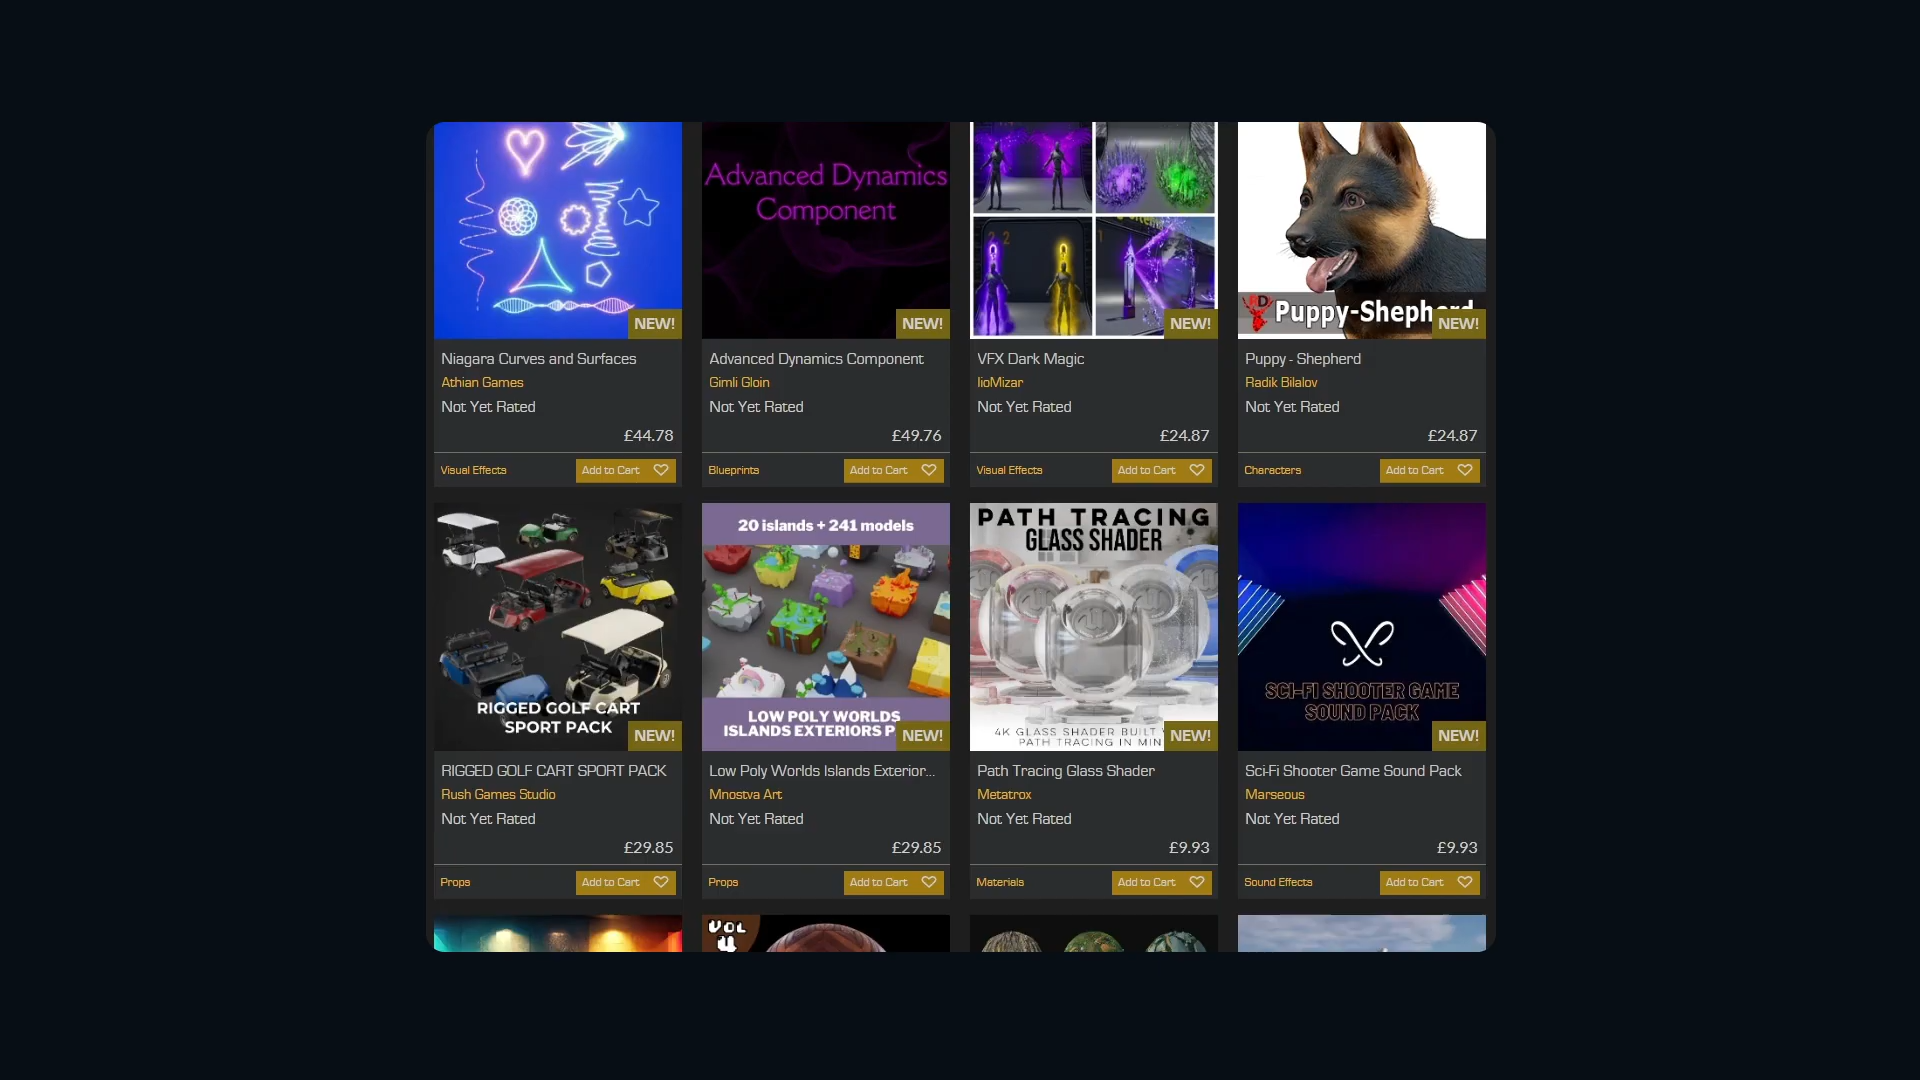 Advanced Dynamics
Component
RD
Puppy-Sheph
NEW!
NEW!
NEW!
NEW!
Niagara Curves and Surfaces
Athian Games
Not Yet Rated
£44.78
Visual Effects
Add to Cart
Advanced Dynamics Component
Gimli Gloin
Not Yet Rated
£49.76
Blueprints
Add to Cart
VFX Dark Magic
IioMizar
Not Yet Rated
£24.87
Visual Effects
Add to Cart
Puppy - Shepherd
Radik Bilalov
Not Yet Rated
£24.87
Characters
Add to Cart
RIGGED GOLF CART
SPORT PACK
NEW!
20 islands + 241 models
LOW POLY WORLDS
ISLANDS EXTERIORS P
NEW!
PATH TRACING
GLASS SHADER
4K GLASS SHADER BUILT
PATH TRACING IN MIN
NEW!
SCI-FI SHOOTER GAME
SOUND PACK
NEW!
RIGGED GOLF CART SPORT PACK
Rush Games Studio
Not Yet Rated
£29.85
Props
Add to Cart
Low Poly Worlds Islands Exterior...
Mnostva Art
Not Yet Rated
£29.85
Props
Add to Cart
Path Tracing Glass Shader
Metatrox
Not Yet Rated
£9.93
Materials
Add to Cart
Sci-Fi Shooter Game Sound Pack
Marseous
Not Yet Rated
£9.93
Sound Effects
Add to Cart
VOL
4